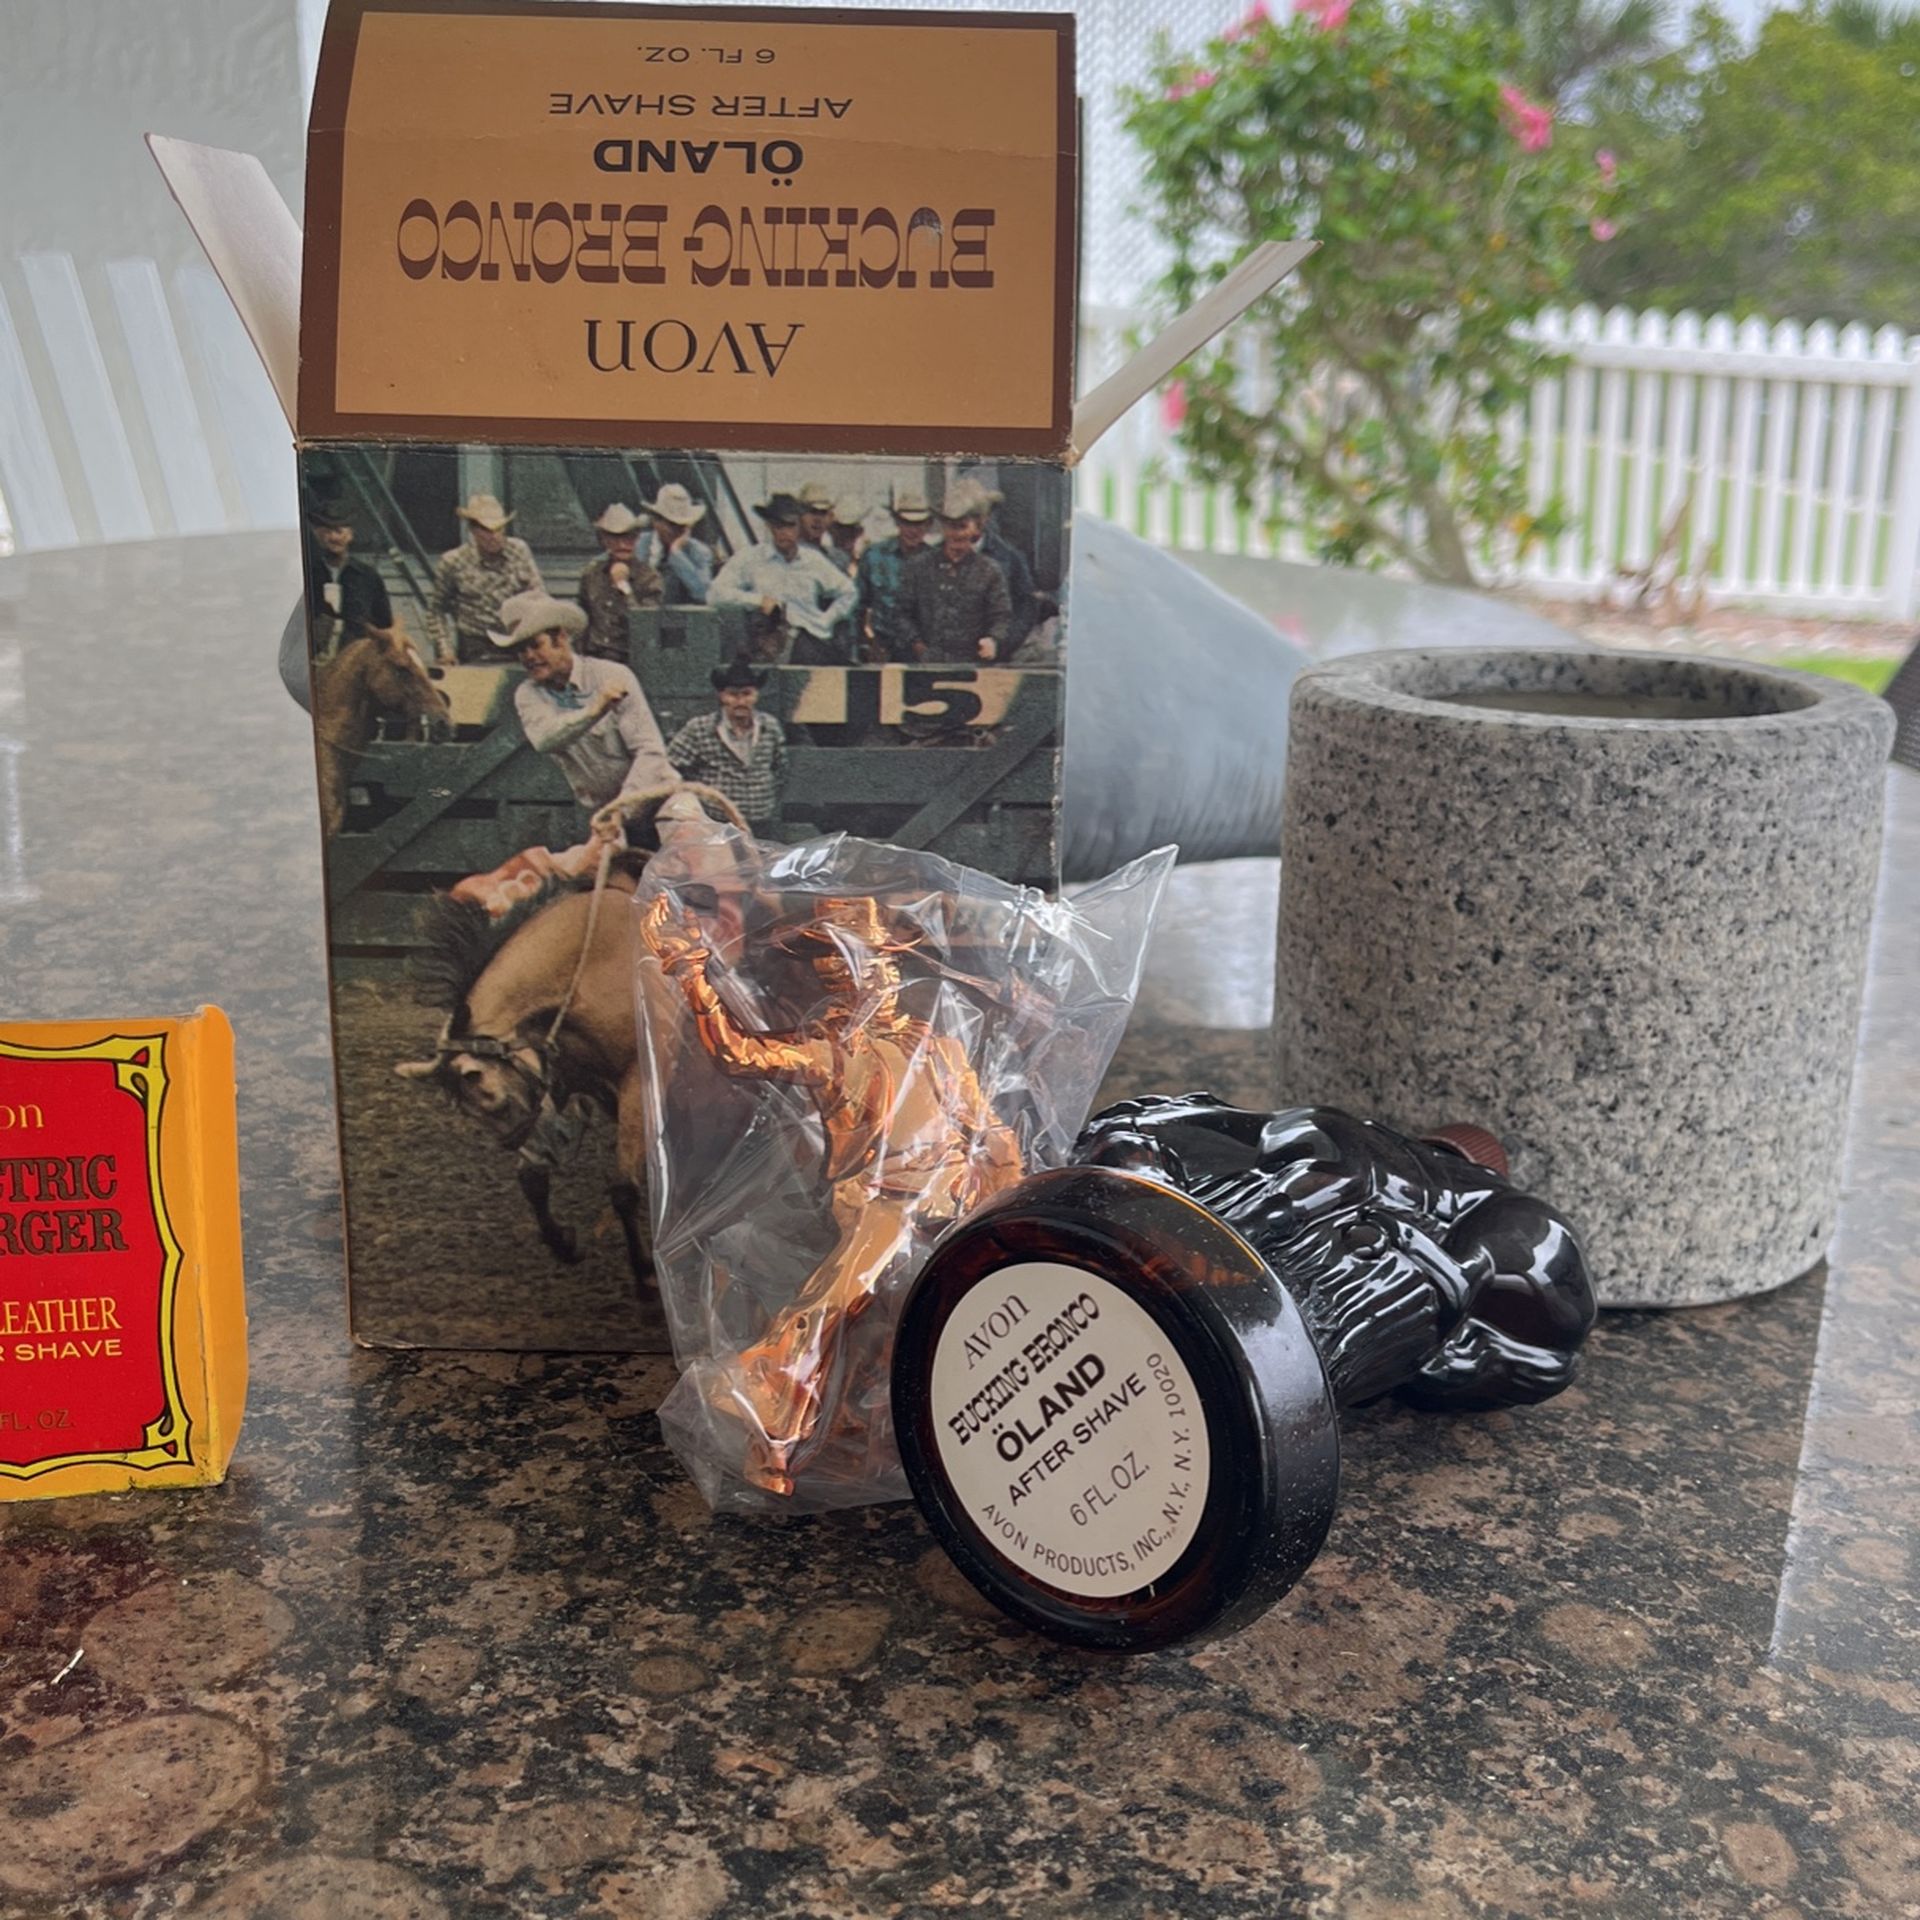 AVON
BUCKING BRONCO
ÖLAND
AFTER SHAVE
6 FL. OZ.
15
on
CTRIC
RGER
LEATHER
R SHAVE
FL. OZ.
AVON
BUCKING BRONCO
ÖLAND
AFTER SHAVE
6 FL. OZ.
AVON PRODUCTS, INC., N.Y., N.Y. 10020